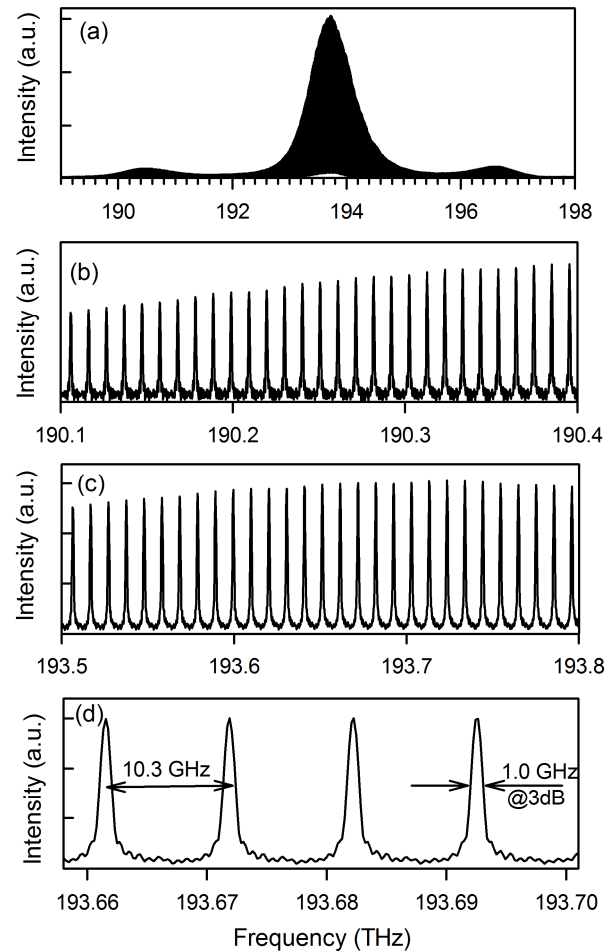 (a)
Intensity (a.u.)
190 192 194 196 198
(b)
Intensity (a.u.)
190.1 190.2 190.3 190.4
(c)
Intensity (a.u.)
193.5 193.6 193.7 193.8
(d)
Intensity (a.u.)
10.3 GHz 1.0 GHz
@3dB
193.66 193.67 193.68 193.69 193.70
Frequency (THz)